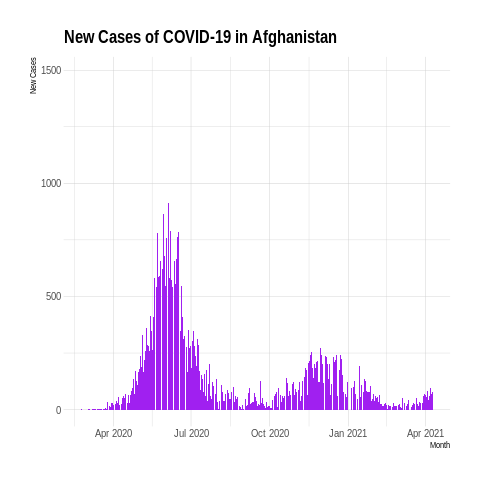 New Cases of COVID-19 in Afghanistan
New Cases
1500
1000
500
0
Apr 2020 Jul 2020 Oct 2020 Jan 2021 Apr 2021
Month